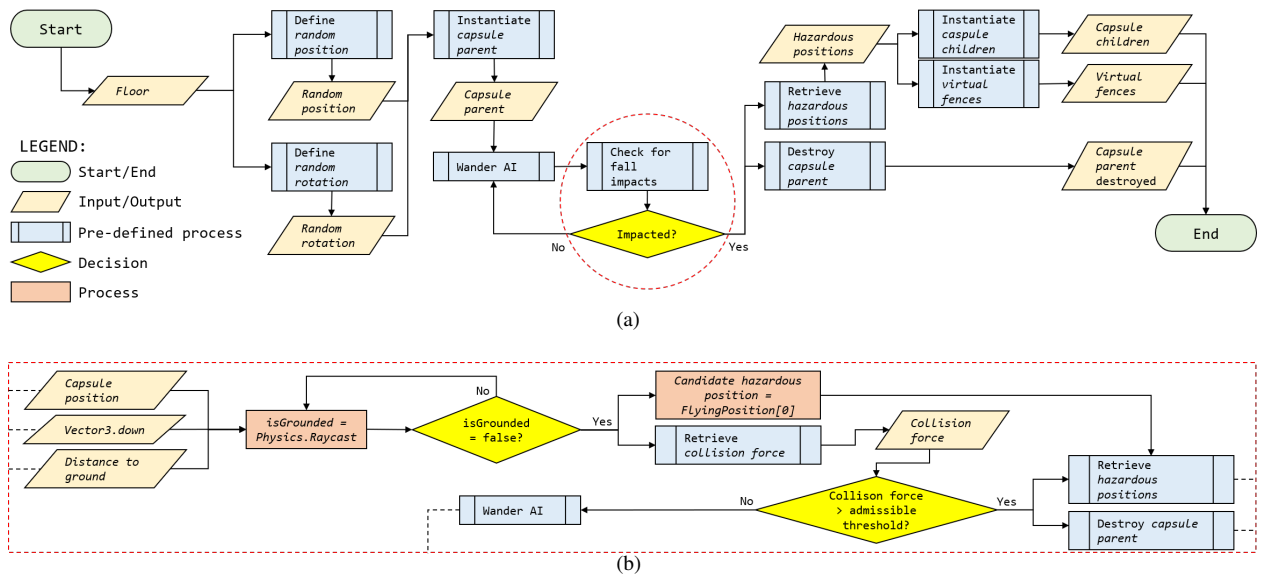 Start
Floor
Define
random
position
Random
position
Define
random
rotation
Random
rotation
Instantiate
capsule
parent
Capsule
parent
Wander AI
Check for
fall
impacts
Impacted?
No
Yes
Hazardous
positions
Retrieve
hazardous
positions
Destroy
capsule
parent
Instantiate
caspule
children
Instantiate
virtual
fences
Capsule
children
Virtual
fences
Capsule
parent
destroyed
End
LEGEND:
Start/End
Input/Output
Pre-defined process
Decision
Process
(a)
Capsule
position
Vector3.down
Distance to
ground
isGrounded =
Physics.Raycast
No
isGrounded
= false?
Yes
Candidate hazardous
position =
FlyingPosition[0]
Retrieve
collision force
Collision
force
Collison force
> admissible
threshold?
No
Yes
Wander AI
Retrieve
hazardous
positions
Destroy capsule
parent
(b)